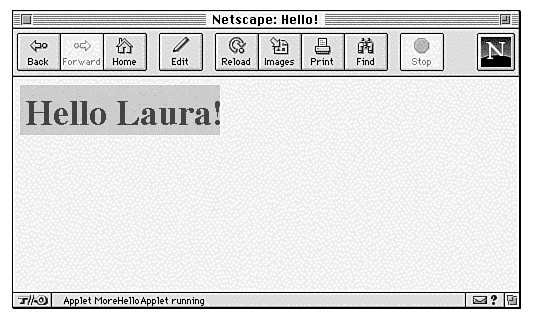 Netscape: Hello!
Back Forward Home Edit Reload Images Print Find Stop
N
Hello Laura!
Applet MoreHelloApplet running
?